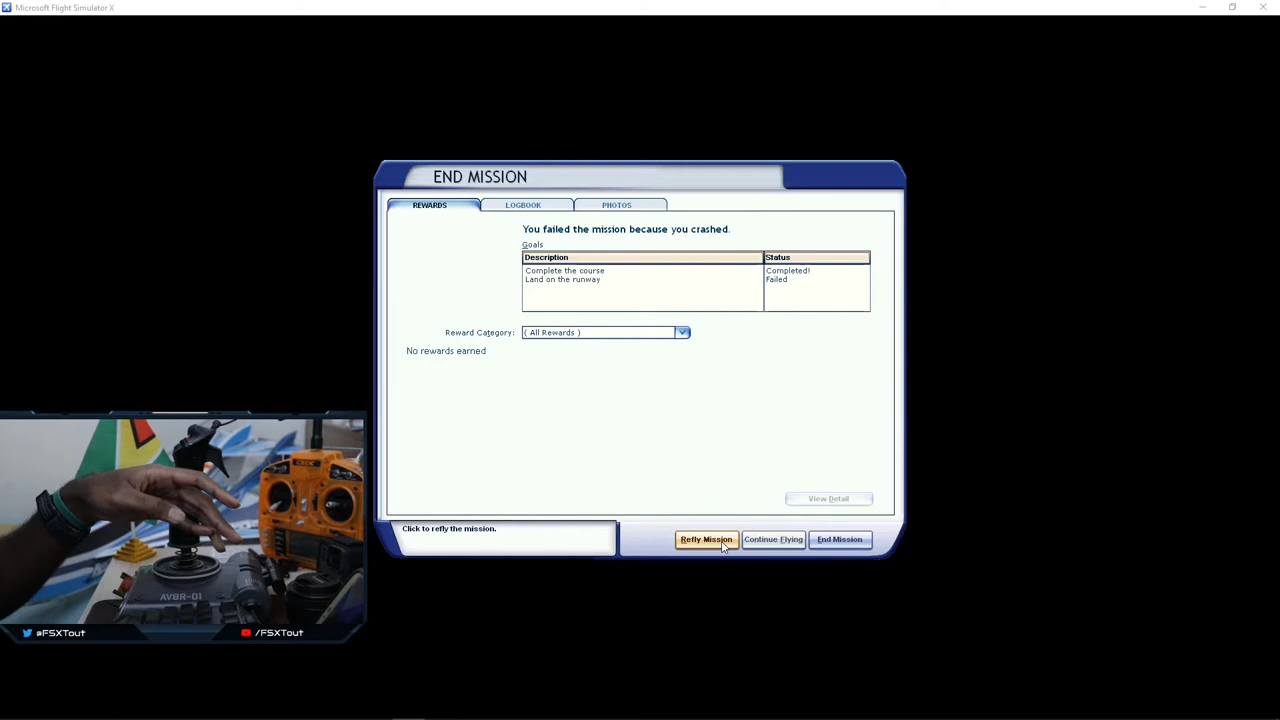 Microsoft Flight Simulator X
END MISSION
REWARDS
LOGBOOK
PHOTOS
You failed the mission because you crashed.
Goals
Description Status
Complete the course Completed!
Land on the runway Failed
Reward Category: ( All Rewards )
No rewards earned
View Detail
Click to refly the mission.
Refly Mission
Continue Flying
End Mission
AVBR-01
@FSXTout
/FSXTout